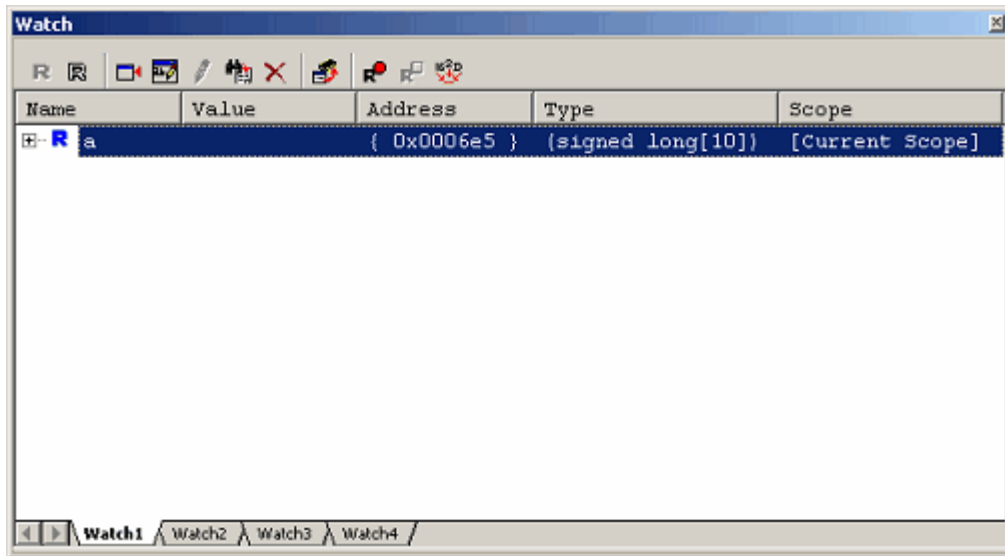 Watch
Name Value Address Type Scope
R a { 0x0006e5 } (signed long[10]) [Current Scope]
Watch1 Watch2 Watch3 Watch4